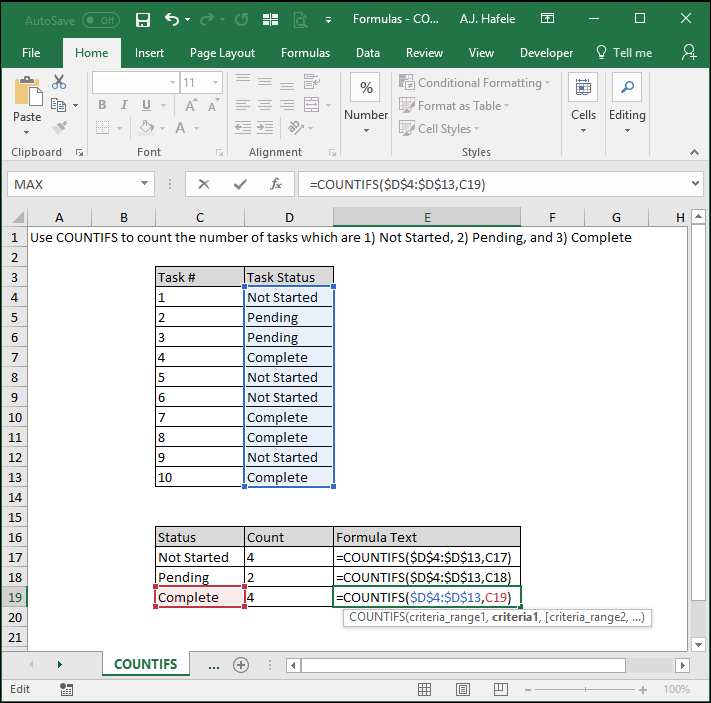 AutoSave Off Formulas - CO... A.J. Hafele
File Home Insert Page Layout Formulas Data Review View Developer Tell me
11
Conditional Formatting
B I U A A
Format as Table
Paste % Number Cells Editing
A
Cell Styles
Clipboard Font Alignment Styles
MAX fx =COUNTIFS($D$4:$D$13,C19)
A B C D E F G H
1 Use COUNTIFS to count the number of tasks which are 1) Not Started, 2) Pending, and 3) Complete
2
3 Task # Task Status
4 1 Not Started
5 2 Pending
6 3 Pending
7 4 Complete
8 5 Not Started
9 6 Not Started
10 7 Complete
11 8 Complete
12 9 Not Started
13 10 Complete
14
15
16 Status Count Formula Text
17 Not Started 4 =COUNTIFS($D$4:$D$13,C17)
18 Pending 2 =COUNTIFS($D$4:$D$13,C18)
19 Complete 4 =COUNTIFS($D$4:$D$13,C19)
20 COUNTIFS(criteria_range1, criteria1, [criteria_range2, ...)
21
COUNTIFS ...
Edit 100%